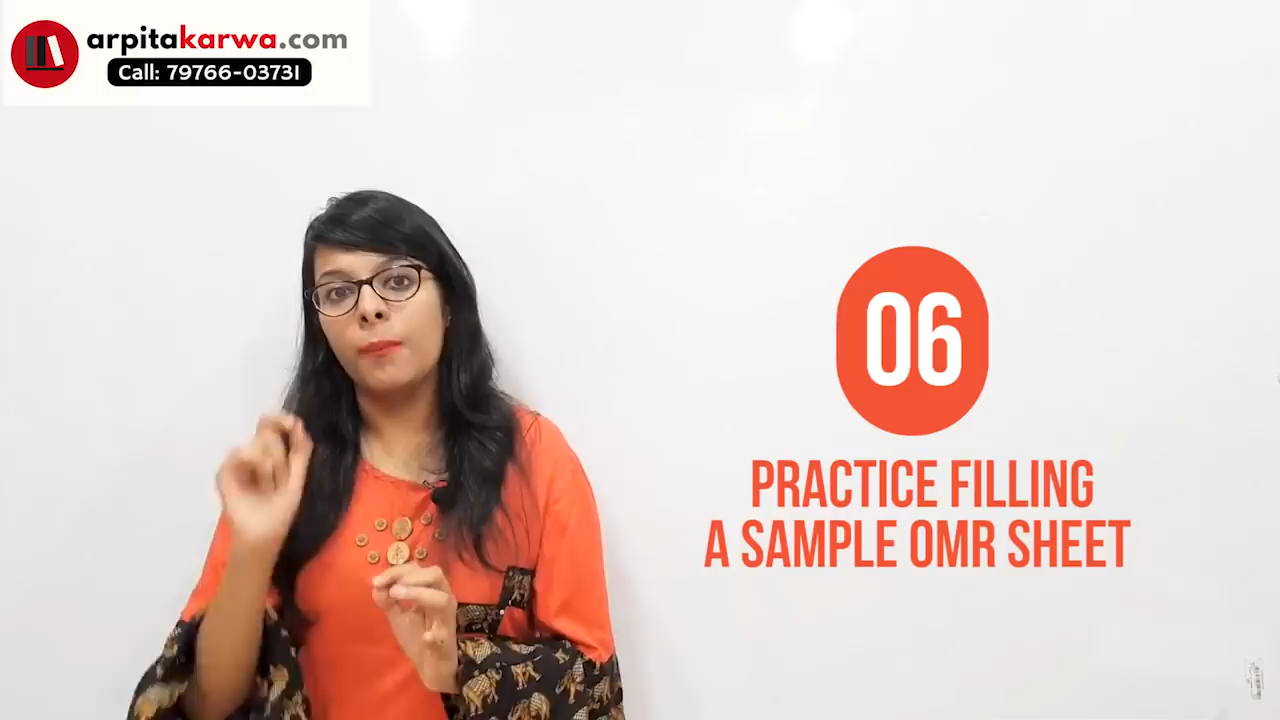 arpitakarwa.com
Call: 79766-03731
06
PRACTICE FILLING
A SAMPLE OMR SHEET